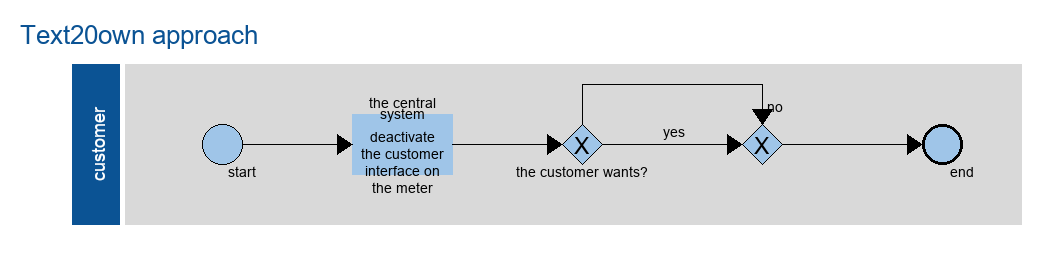 Text20own approach
customer
start
the central
system
deactivate
the customer
interface on
the meter
X
the customer wants?
yes
no
X
end